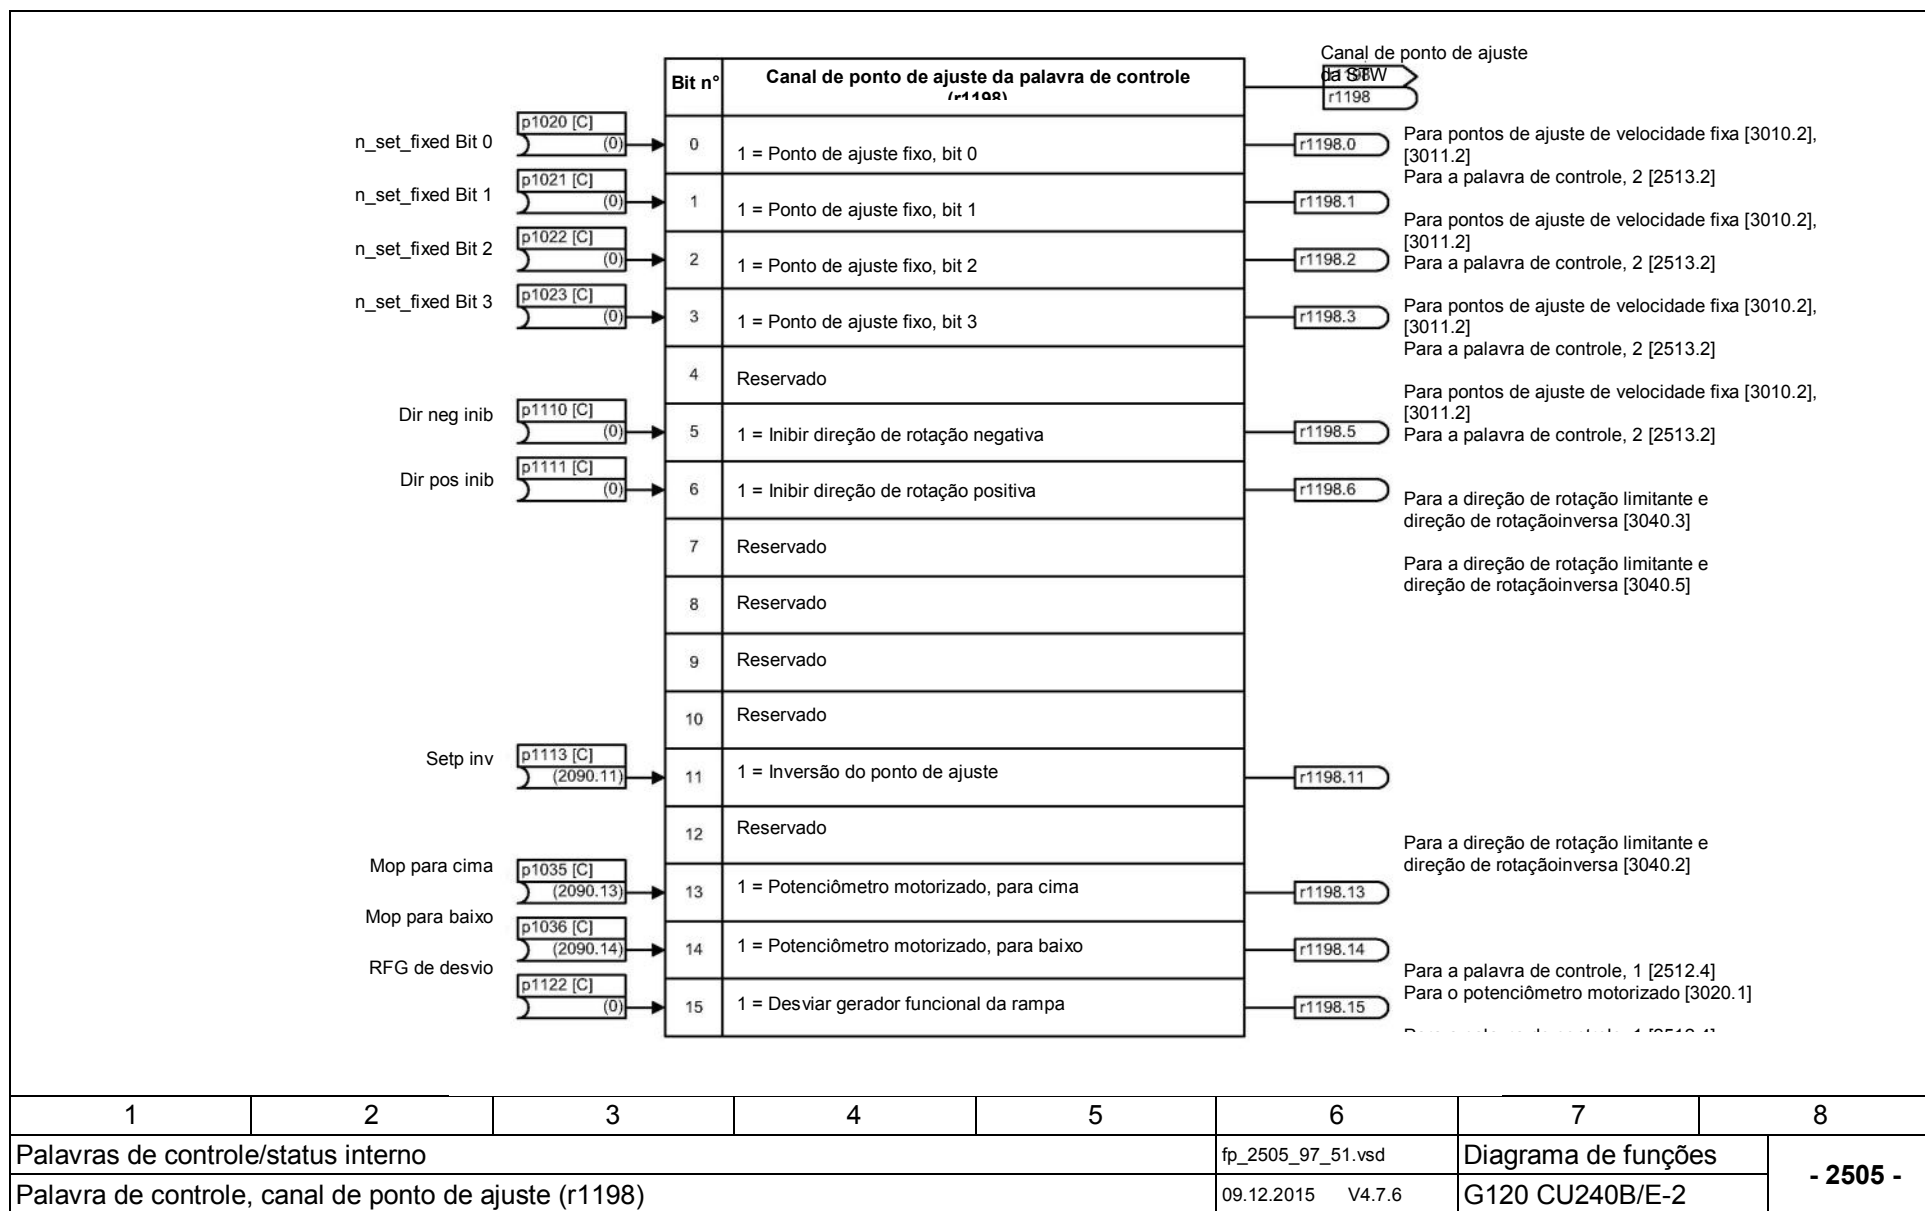 Canal de ponto de ajuste
da STW
r1198
r1198
Bit n°
Canal de ponto de ajuste da palavra de controle
(r1198)
n_set_fixed Bit 0
p1020 [C]
(0)
0
1 = Ponto de ajuste fixo, bit 0
r1198.0
Para pontos de ajuste de velocidade fixa [3010.2],
[3011.2]
Para a palavra de controle, 2 [2513.2]
n_set_fixed Bit 1
p1021 [C]
(0)
1
1 = Ponto de ajuste fixo, bit 1
r1198.1
Para pontos de ajuste de velocidade fixa [3010.2],
[3011.2]
Para a palavra de controle, 2 [2513.2]
n_set_fixed Bit 2
p1022 [C]
(0)
2
1 = Ponto de ajuste fixo, bit 2
r1198.2
Para pontos de ajuste de velocidade fixa [3010.2],
[3011.2]
Para a palavra de controle, 2 [2513.2]
n_set_fixed Bit 3
p1023 [C]
(0)
3
1 = Ponto de ajuste fixo, bit 3
r1198.3
Para pontos de ajuste de velocidade fixa [3010.2],
[3011.2]
Para a palavra de controle, 2 [2513.2]
4
Reservado
Dir neg inib
p1110 [C]
(0)
5
1 = Inibir direção de rotação negativa
r1198.5
Para a direção de rotação limitante e
direção de rotaçãoinversa [3040.3]
Dir pos inib
p1111 [C]
(0)
6
1 = Inibir direção de rotação positiva
r1198.6
Para a direção de rotação limitante e
direção de rotaçãoinversa [3040.5]
7
Reservado
8
Reservado
9
Reservado
10
Reservado
Setp inv
p1113 [C]
(2090.11)
11
1 = Inversão do ponto de ajuste
r1198.11
Para a direção de rotação limitante e
direção de rotaçãoinversa [3040.2]
12
Reservado
Mop para cima
p1035 [C]
(2090.13)
13
1 = Potenciômetro motorizado, para cima
r1198.13
Para a palavra de controle, 1 [2512.4]
Para o potenciômetro motorizado [3020.1]
Mop para baixo
p1036 [C]
(2090.14)
14
1 = Potenciômetro motorizado, para baixo
r1198.14
RFG de desvio
p1122 [C]
(0)
15
1 = Desviar gerador funcional da rampa
r1198.15
1
2
3
4
5
6
7
8
Palavras de controle/status interno
fp_2505_97_51.vsd
Diagrama de funções
- 2505 -
Palavra de controle, canal de ponto de ajuste (r1198)
09.12.2015 V4.7.6
G120 CU240B/E-2